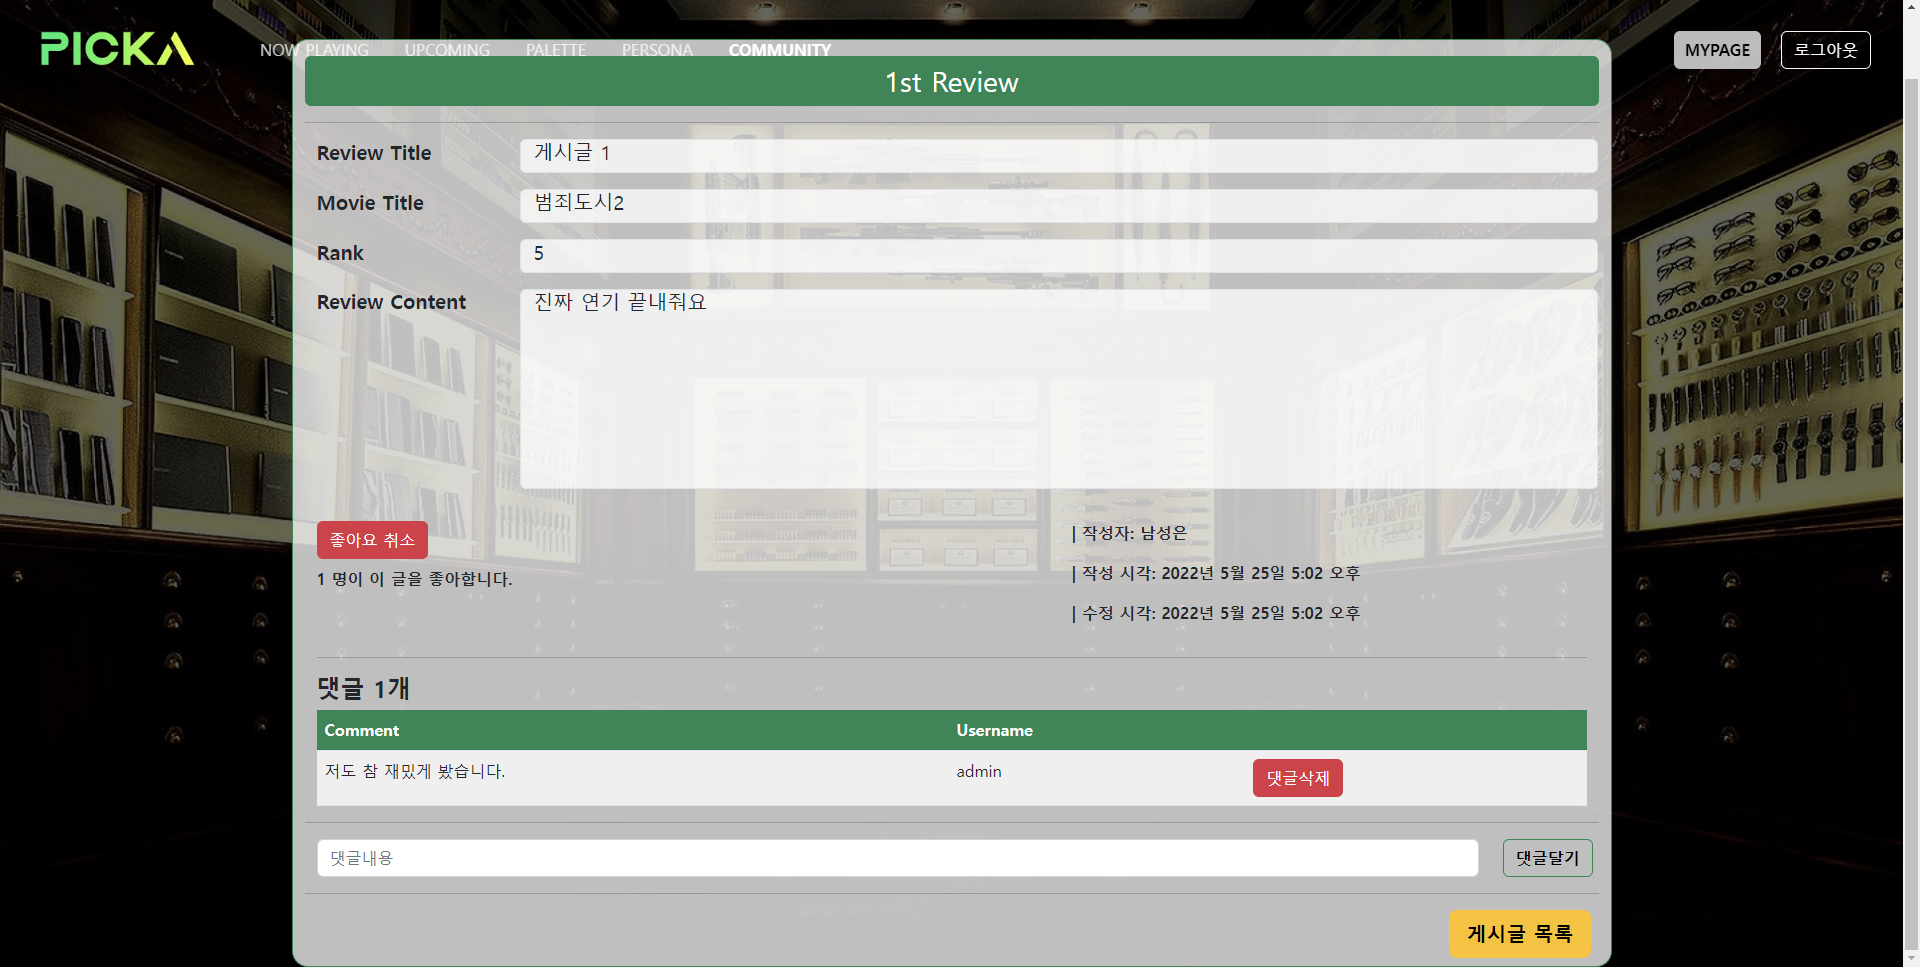 PICKA
NOW PLAYING UPCOMING PALETTE PERSONA COMMUNITY MYPAGE 로그아웃
1st Review
Review Title 게시글 1
Movie Title 범죄도시2
Rank 5
Review Content 진짜 연기 끝내줘요
좋아요 취소
1 명이 이 글을 좋아합니다.
| 작성자: 남성은
| 작성 시각: 2022년 5월 25일 5:02 오후
| 수정 시각: 2022년 5월 25일 5:02 오후
댓글 1개
Comment Username
저도 참 재밌게 봤습니다. admin 댓글삭제
댓글내용 댓글달기
게시글 목록